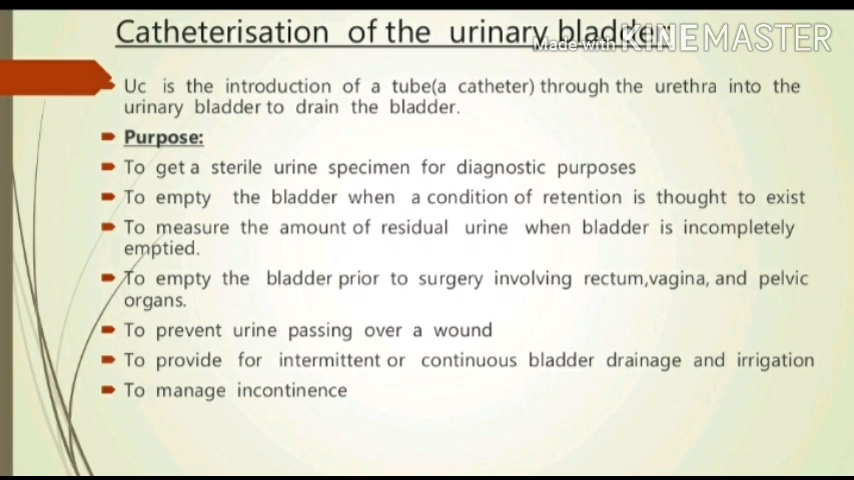 Catheterisation of the urinary bladder
Made with KINEMASTER
Uc is the introduction of a tube(a catheter) through the urethra into the
urinary bladder to drain the bladder.
Purpose:
To get a sterile urine specimen for diagnostic purposes
To empty the bladder when a condition of retention is thought to exist
To measure the amount of residual urine when bladder is incompletely
emptied.
To empty the bladder prior to surgery involving rectum,vagina, and pelvic
organs.
To prevent urine passing over a wound
To provide for intermittent or continuous bladder drainage and irrigation
To manage incontinence